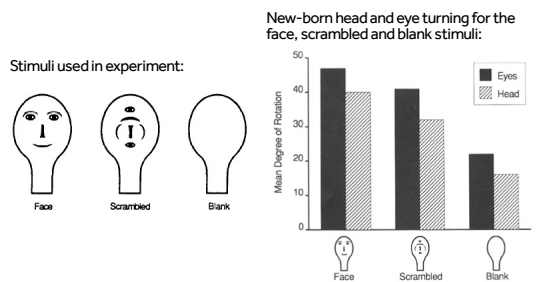 Stimuli used in experiment:
Face
Scrambled
Blank
New-born head and eye turning for the
face, scrambled and blank stimuli:
Mean Degree of Rotation
50
40
30
20
10
0
Eyes
Head
Face
Scrambled
Blank